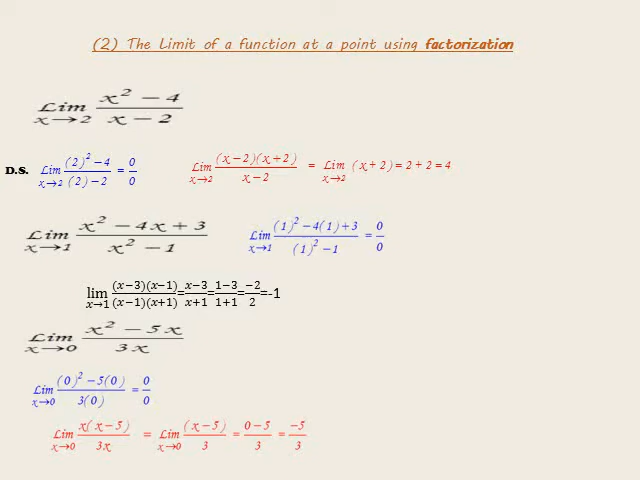 (2) The Limit of a function at a point using factorization
Lim x→2 (x² − 4)/(x − 2)
D.S. Lim x→2 ((2)² − 4)/((2) − 2) = 0/0 Lim x→2 ((x−2)(x+2))/(x−2) = Lim x→2 (x+2) = 2 + 2 = 4
Lim x→1 (x² − 4x + 3)/(x² − 1) Lim x→1 ((1)² − 4(1) + 3)/((1)² − 1) = 0/0
lim x→1 ((x−3)(x−1))/((x−1)(x+1)) = (x−3)/(x+1) = (1−3)/(1+1) = −2/2 = -1
Lim x→0 (x² − 5x)/(3x)
Lim x→0 ((0)² − 5(0))/(3(0)) = 0/0
Lim x→0 (x(x−5))/(3x) = Lim x→0 (x−5)/3 = (0−5)/3 = −5/3